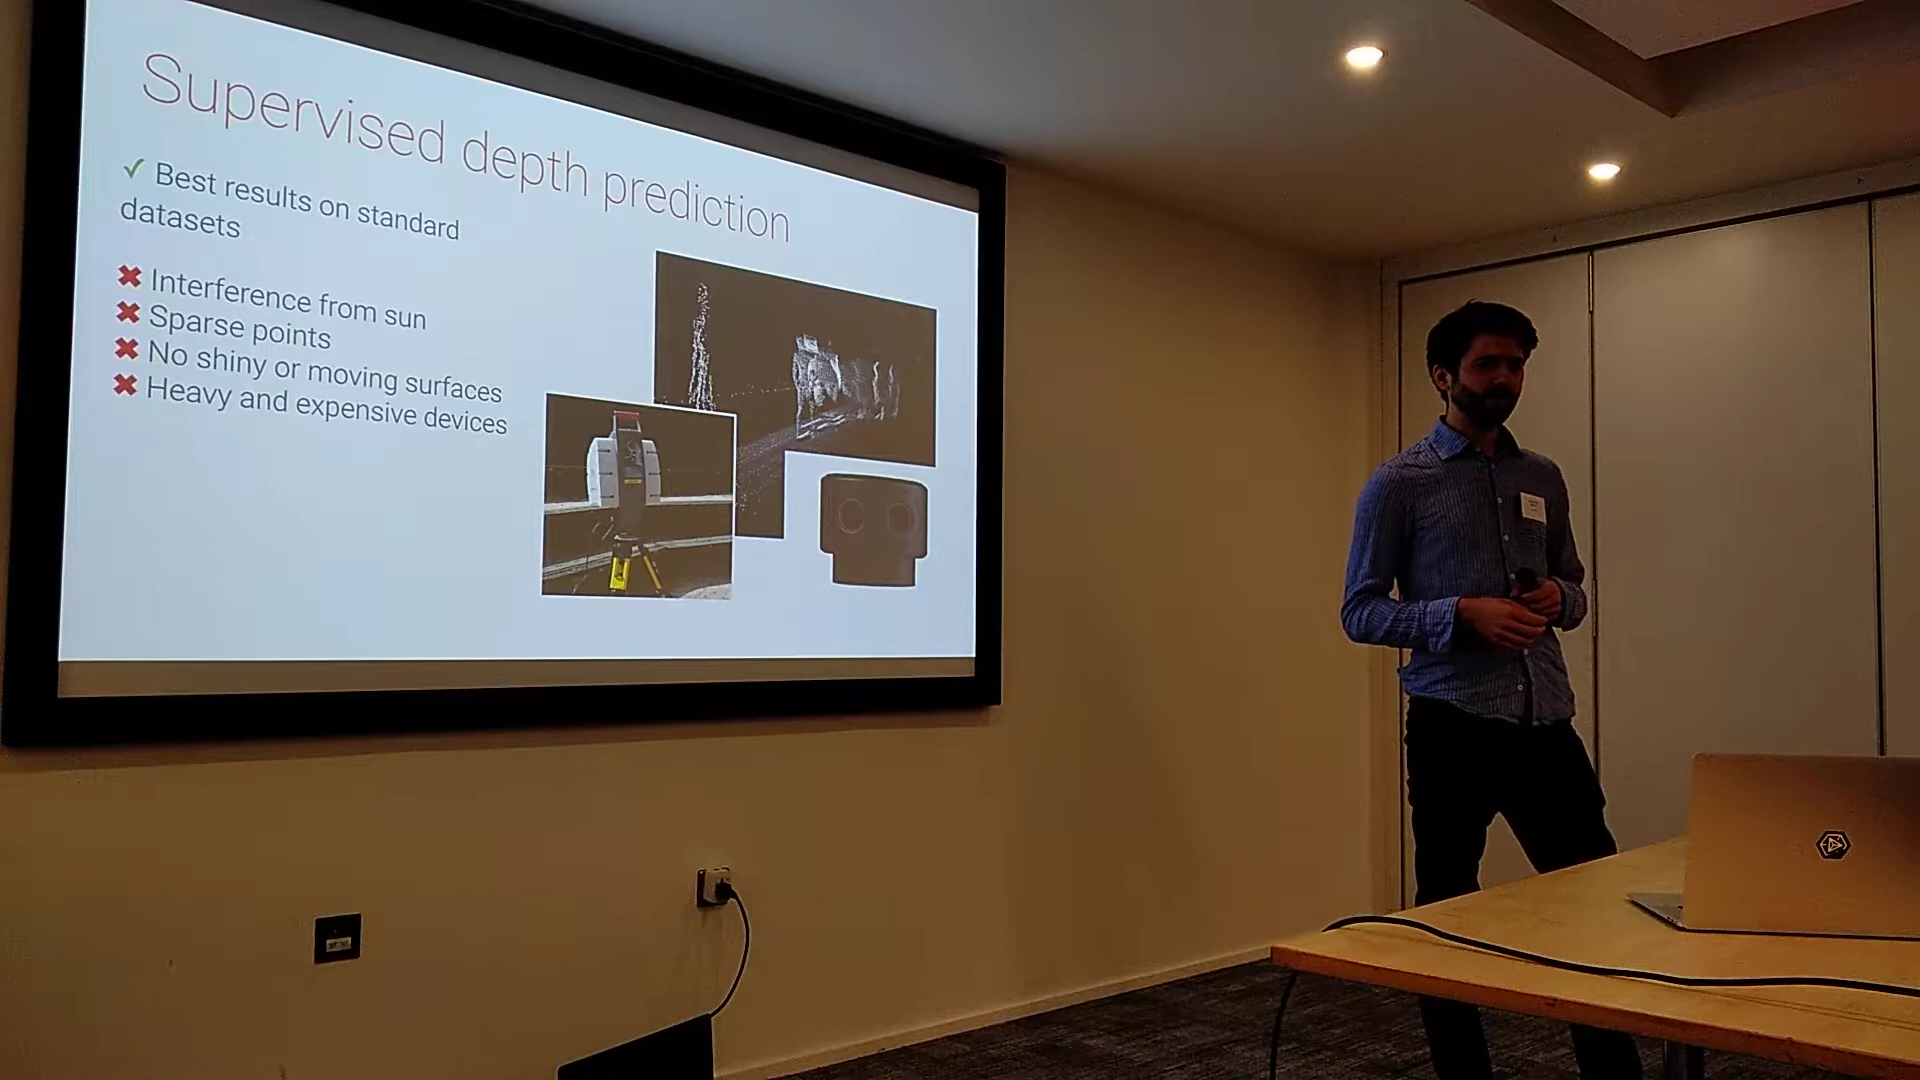 Supervised depth prediction
✓ Best results on standard
datasets
✖ Interference from sun
✖ Sparse points
✖ No shiny or moving surfaces
✖ Heavy and expensive devices